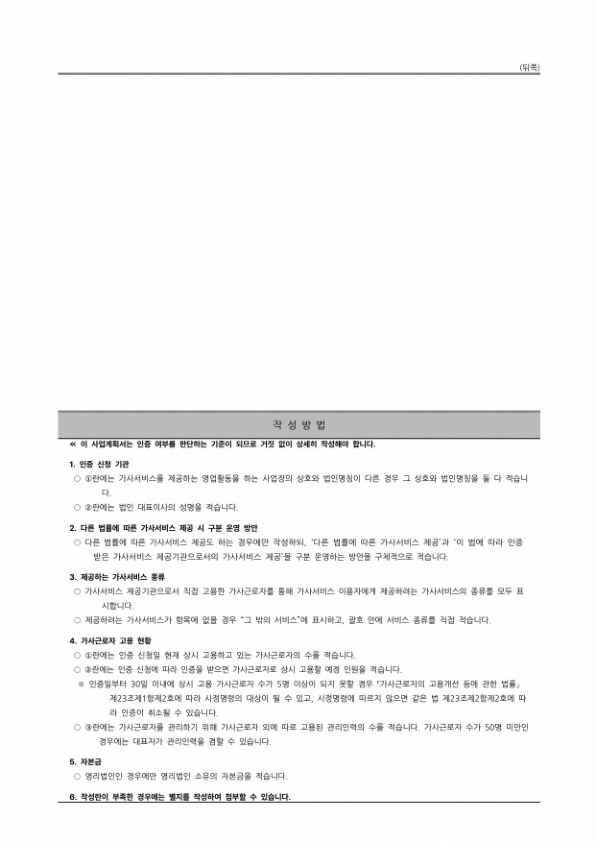 (뒤쪽)
작 성 방 법
≪ 이 사업계획서는 인증 여부를 판단하는 기준이 되므로 거짓 없이 상세히 작성해야 합니다.
1. 인증 신청 기관
○ ①란에는 가사서비스를 제공하는 영업활동을 하는 사업장의 상호와 법인명칭이 다른 경우 그 상호와 법인명칭을 둘 다 적습니
다.
○ ②란에는 법인 대표이사의 성명을 적습니다.
2. 다른 법률에 따른 가사서비스 제공 시 구분 운영 방안
○ 다른 법률에 따른 가사서비스 제공도 하는 경우에만 작성하되, '다른 법률에 따른 가사서비스 제공'과 '이 법에 따라 인증
받은 가사서비스 제공기관으로서의 가사서비스 제공'을 구분 운영하는 방안을 구체적으로 적습니다.
3. 제공하는 가사서비스 종류
○ 가사서비스 제공기관으로서 직접 고용한 가사근로자를 통해 가사서비스 이용자에게 제공하려는 가사서비스의 종류를 모두 표
시합니다.
○ 제공하려는 가사서비스가 항목에 없을 경우 "그 밖의 서비스"에 표시하고, 괄호 안에 서비스 종류를 직접 적습니다.
4. 가사근로자 고용 현황
○ ①란에는 인증 신청일 현재 상시 고용하고 있는 가사근로자의 수를 적습니다.
○ ②란에는 인증 신청에 따라 인증을 받으면 가사근로자로 상시 고용할 예정 인원을 적습니다.
※ 인증일부터 30일 이내에 상시 고용 가사근로자 수가 5명 이상이 되지 못할 경우 「가사근로자의 고용개선 등에 관한 법률」
제23조제1항제2호에 따라 시정명령의 대상이 될 수 있고, 시정명령에 따르지 않으면 같은 법 제23조제2항제2호에 따
라 인증이 취소될 수 있습니다.
○ ③란에는 가사근로자를 관리하기 위해 가사근로자 외에 따로 고용된 관리인력의 수를 적습니다. 가사근로자 수가 50명 미만인
경우에는 대표자가 관리인력을 겸할 수 있습니다.
5. 자본금
○ 영리법인인 경우에만 영리법인 소유의 자본금을 적습니다.
6. 작성란이 부족한 경우에는 별지를 작성하여 첨부할 수 있습니다.